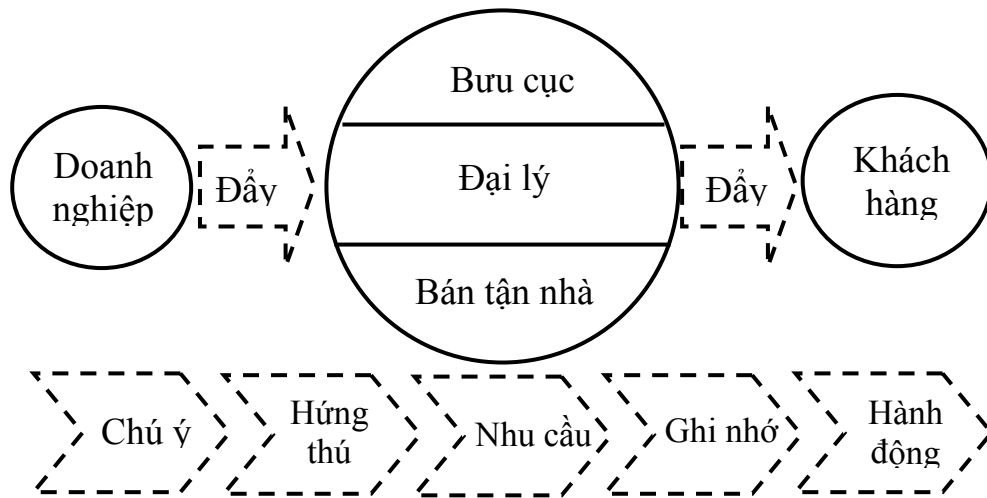 Bưu cục
Doanh
nghiệp
Đẩy
Đại lý
Đẩy
Khách
hàng
Bán tận nhà
Chú ý
Hứng
thú
Nhu cầu
Ghi nhớ
Hành
động